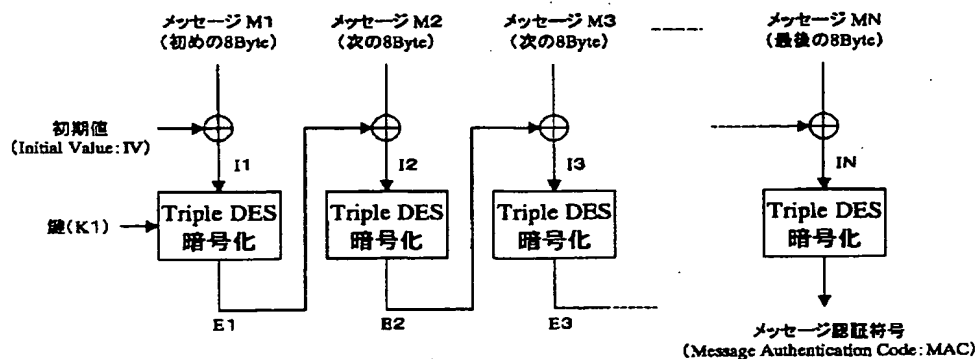 メッセージ M1
(初めの8Byte)
メッセージ M2
(次の8Byte)
メッセージ M3
(次の8Byte)
メッセージ MN
(最後の8Byte)
初期値
(Initial Value: IV)
I1
I2
I3
IN
鍵(K1)
Triple DES
暗号化
Triple DES
暗号化
Triple DES
暗号化
Triple DES
暗号化
E1
E2
E3
メッセージ認証符号
(Message Authentication Code: MAC)